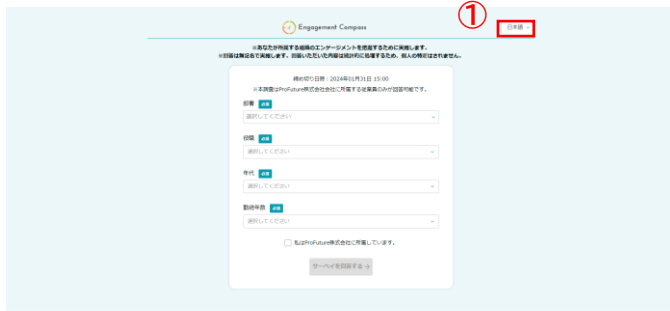 ①
Engagement Compass
日本語
※あなたが所属する組織のエンゲージメントを把握するために実施します。
※回答は無記名で実施します。回答いただいた内容は統計的に処理するため、個人の特定はされません。
締め切り日時：2024年01月31日 15:00
※本調査はProFuture株式会社会社に所属する従業員のみが回答可能です。
部署 必須
選択してください
役職 必須
選択してください
年代 必須
選択してください
勤続年数 必須
選択してください
私はProFuture株式会社に所属しています。
サーベイを回答する →